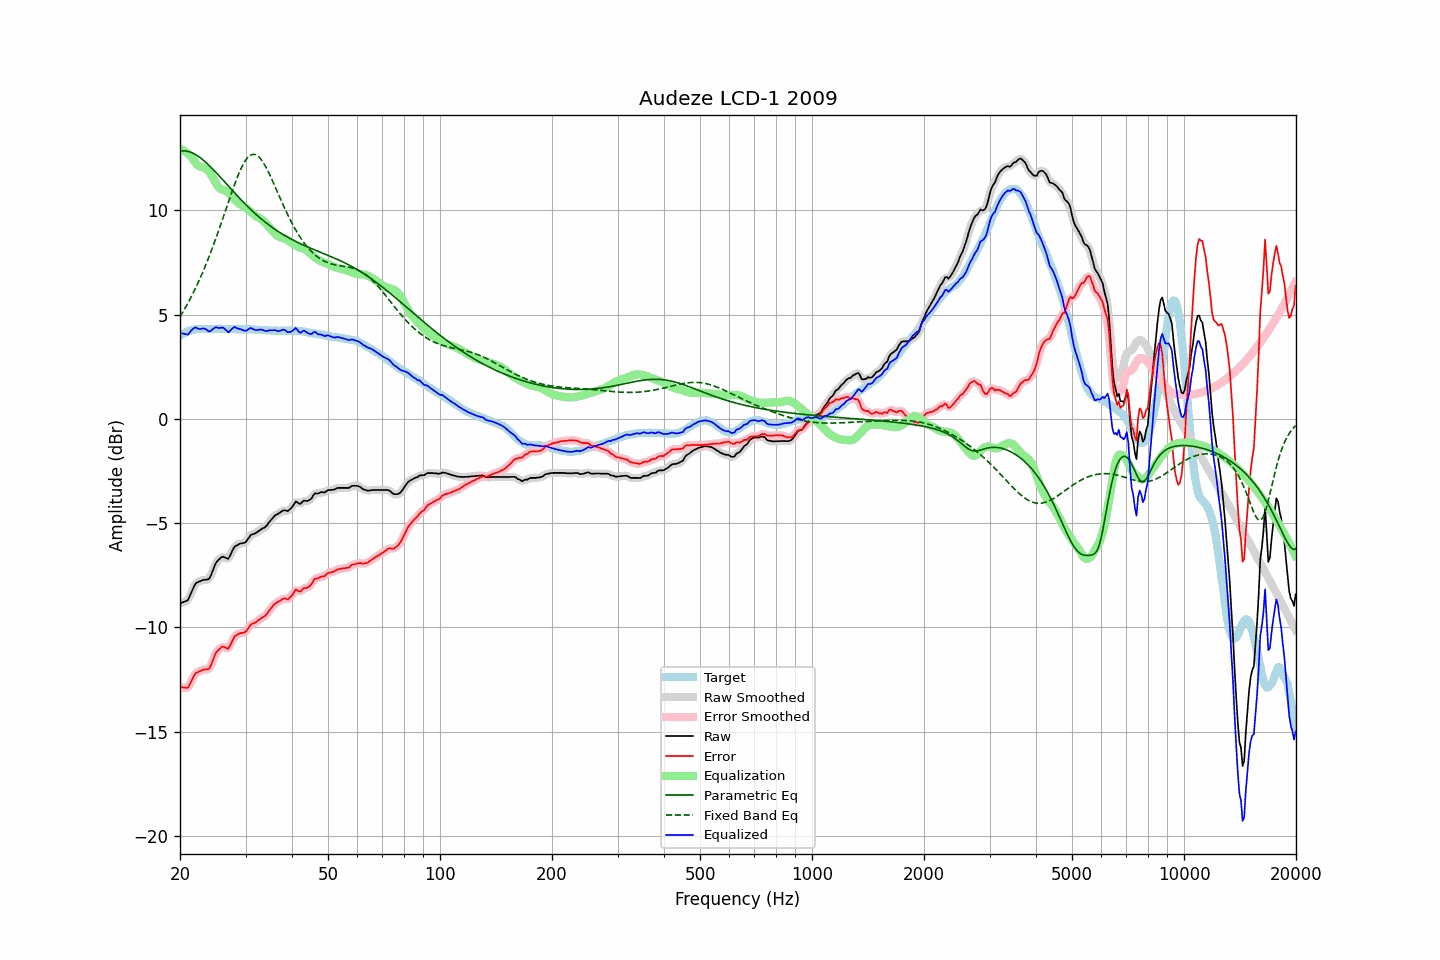 Audeze LCD-1 2009
Amplitude (dBr)
10
5
0
−5
−10
−15
−20
20
50
100
200
500
1000
2000
5000
10000
20000
Frequency (Hz)
Target
Raw Smoothed
Error Smoothed
Raw
Error
Equalization
Parametric Eq
Fixed Band Eq
Equalized